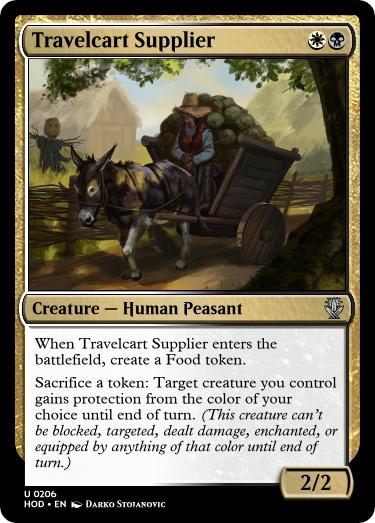 Travelcart Supplier
Creature — Human Peasant
When Travelcart Supplier enters the
battlefield, create a Food token.
Sacrifice a token: Target creature you control
gains protection from the color of your
choice until end of turn. (This creature can't
be blocked, targeted, dealt damage, enchanted, or
equipped by anything of that color until end of
turn.)
2/2
U 0206
HOD • EN Darko Stojanovic